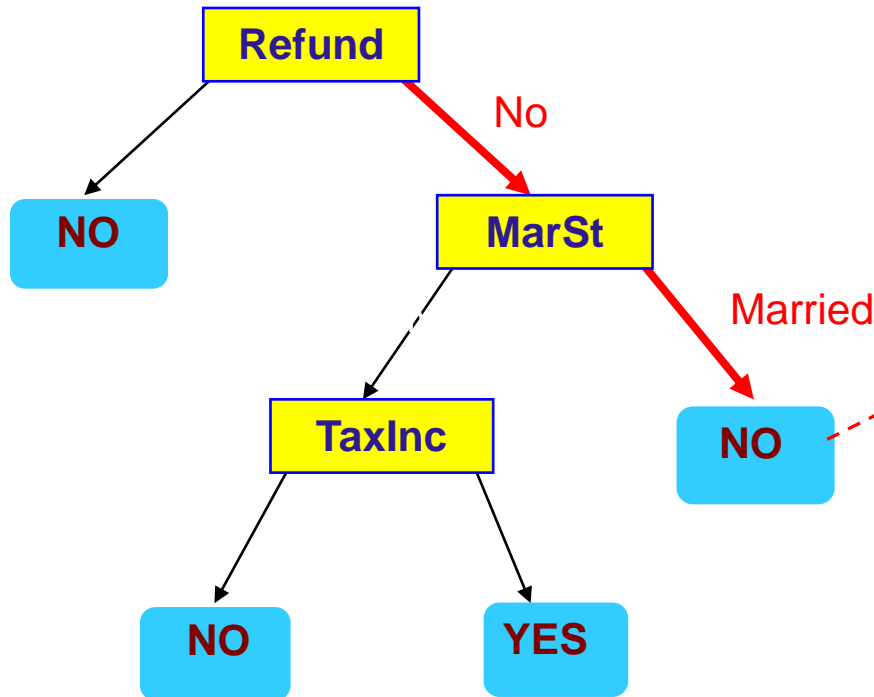 Refund
No
NO
MarSt
Married
TaxInc
NO
NO
YES